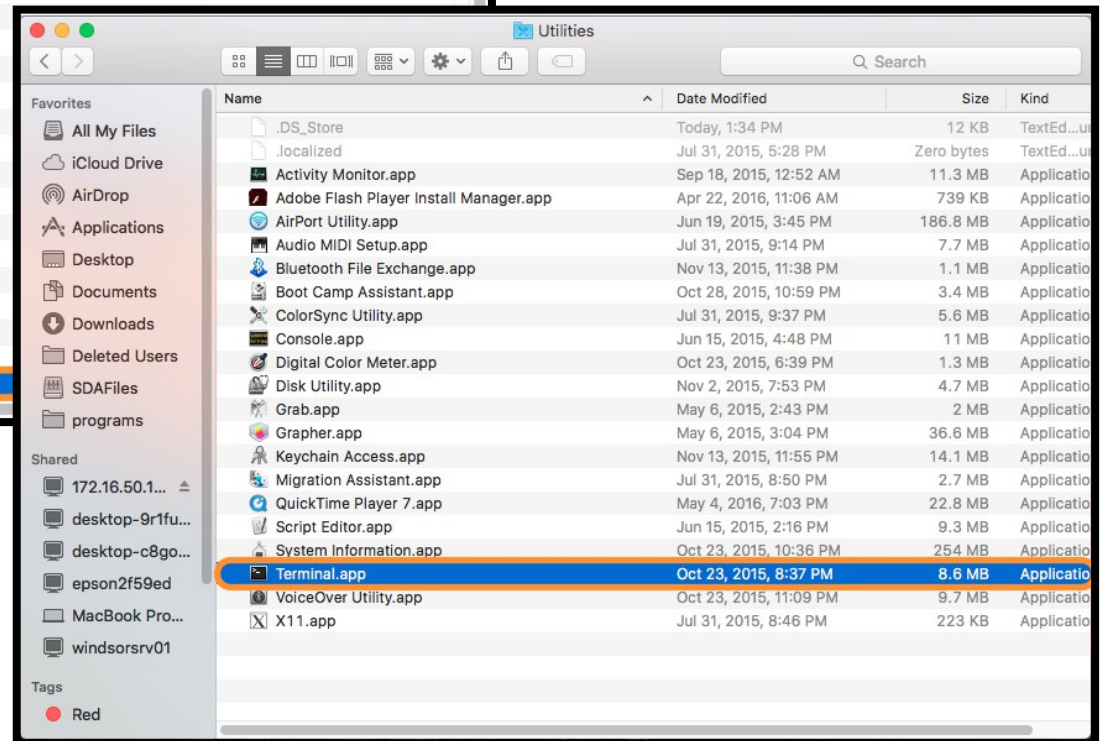 Utilities
Search
Favorites
All My Files
iCloud Drive
AirDrop
Applications
Desktop
Documents
Downloads
Deleted Users
SDAFiles
programs
Shared
172.16.50.1...
desktop-9r1fu...
desktop-c8go...
epson2f59ed
MacBook Pro...
windsorsrv01
Tags
Red
Name Date Modified Size Kind
.DS_Store Today, 1:34 PM 12 KB TextEd...
.localized Jul 31, 2015, 5:28 PM Zero bytes TextEd...
Activity Monitor.app Sep 18, 2015, 12:52 AM 11.3 MB Applicatio
Adobe Flash Player Install Manager.app Apr 22, 2016, 11:06 AM 739 KB Applicatio
AirPort Utility.app Jun 19, 2015, 3:45 PM 186.8 MB Applicatio
Audio MIDI Setup.app Jul 31, 2015, 9:14 PM 7.7 MB Applicatio
Bluetooth File Exchange.app Nov 13, 2015, 11:38 PM 1.1 MB Applicatio
Boot Camp Assistant.app Oct 28, 2015, 10:59 PM 3.4 MB Applicatio
ColorSync Utility.app Jul 31, 2015, 9:37 PM 5.6 MB Applicatio
Console.app Jun 15, 2015, 4:48 PM 11 MB Applicatio
Digital Color Meter.app Oct 23, 2015, 6:39 PM 1.3 MB Applicatio
Disk Utility.app Nov 2, 2015, 7:53 PM 4.7 MB Applicatio
Grab.app May 6, 2015, 2:43 PM 2 MB Applicatio
Grapher.app May 6, 2015, 3:04 PM 36.6 MB Applicatio
Keychain Access.app Nov 13, 2015, 11:55 PM 14.1 MB Applicatio
Migration Assistant.app Jul 31, 2015, 8:50 PM 2.7 MB Applicatio
QuickTime Player 7.app May 4, 2016, 7:03 PM 22.8 MB Applicatio
Script Editor.app Jun 15, 2015, 2:16 PM 9.3 MB Applicatio
System Information.app Oct 23, 2015, 10:36 PM 254 MB Applicatio
Terminal.app Oct 23, 2015, 8:37 PM 8.6 MB Applicatio
VoiceOver Utility.app Oct 23, 2015, 11:09 PM 9.7 MB Applicatio
X11.app Jul 31, 2015, 8:46 PM 223 KB Applicatio